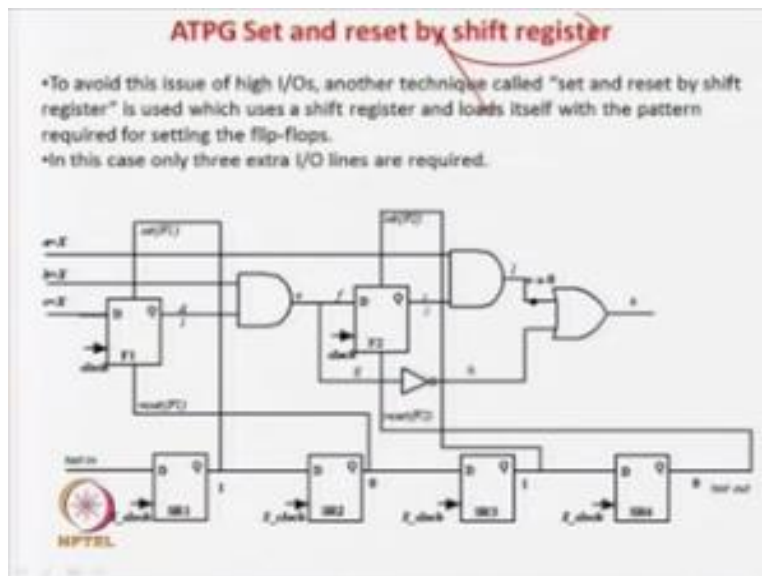 ATPG Set and reset by shift register
•To avoid this issue of high I/Os, another technique called "set and reset by shift
register" is used which uses a shift register and loads itself with the pattern
required for setting the flip-flops.
•In this case only three extra I/O lines are required.
set(F1)
set(F2)
a=X
b=X
c=X
D Q
F1
clock
d
e
f
D Q
F2
clock
g
h
reset(F1)
reset(F2)
test in
D Q
SR1
1
D Q
SR2
0
D Q
SR3
1
D Q
SR4
0
test out
NPTEL